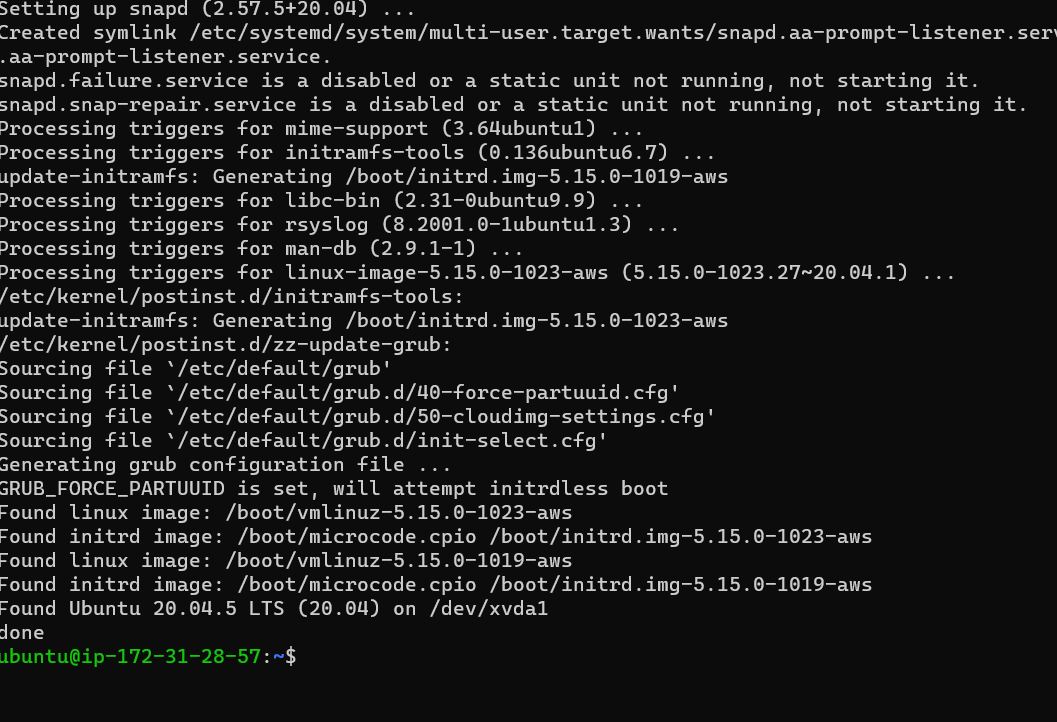 Setting up snapd (2.57.5+20.04) ...
Created symlink /etc/systemd/system/multi-user.target.wants/snapd.aa-prompt-listener.serv
.aa-prompt-listener.service.
snapd.failure.service is a disabled or a static unit not running, not starting it.
snapd.snap-repair.service is a disabled or a static unit not running, not starting it.
Processing triggers for mime-support (3.64ubuntu1) ...
Processing triggers for initramfs-tools (0.136ubuntu6.7) ...
update-initramfs: Generating /boot/initrd.img-5.15.0-1019-aws
Processing triggers for libc-bin (2.31-0ubuntu9.9) ...
Processing triggers for rsyslog (8.2001.0-1ubuntu1.3) ...
Processing triggers for man-db (2.9.1-1) ...
Processing triggers for linux-image-5.15.0-1023-aws (5.15.0-1023.27~20.04.1) ...
/etc/kernel/postinst.d/initramfs-tools:
update-initramfs: Generating /boot/initrd.img-5.15.0-1023-aws
/etc/kernel/postinst.d/zz-update-grub:
Sourcing file `/etc/default/grub'
Sourcing file `/etc/default/grub.d/40-force-partuuid.cfg'
Sourcing file `/etc/default/grub.d/50-cloudimg-settings.cfg'
Sourcing file `/etc/default/grub.d/init-select.cfg'
Generating grub configuration file ...
GRUB_FORCE_PARTUUID is set, will attempt initrdless boot
Found linux image: /boot/vmlinuz-5.15.0-1023-aws
Found initrd image: /boot/microcode.cpio /boot/initrd.img-5.15.0-1023-aws
Found linux image: /boot/vmlinuz-5.15.0-1019-aws
Found initrd image: /boot/microcode.cpio /boot/initrd.img-5.15.0-1019-aws
Found Ubuntu 20.04.5 LTS (20.04) on /dev/xvda1
done
ubuntu@ip-172-31-28-57:~$